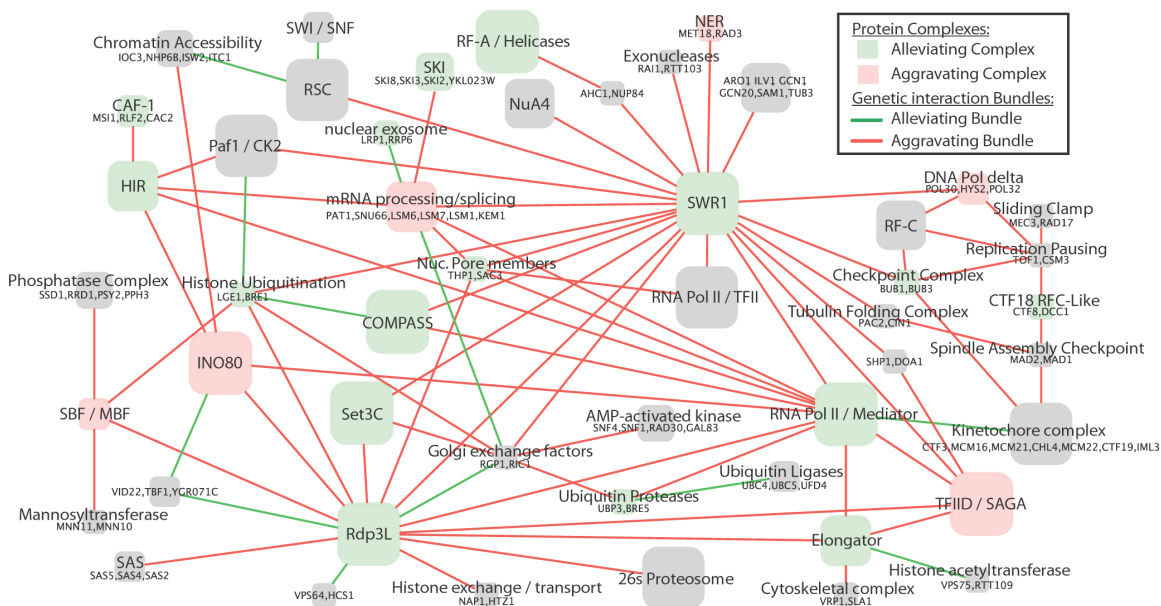 SWI / SNF
Chromatin Accessibility
IOC3,NHP6B,ISW2,ITC1
RF-A / Helicases
NER
MET18,RAD3
Exonucleases
RAI1,RTT103
SKI
SKI8,SKI3,SKI2,YKL023W
RSC
NuA4
AHC1,NUP84
ARO1 ILV1 GCN1
GCN20,SAM1,TUB3
Protein Complexes:
Alleviating Complex
Aggravating Complex
Genetic interaction Bundles:
Alleviating Bundle
Aggravating Bundle
CAF-1
MSI1,RLF2,CAC2
nuclear exosome
LRP1,RRP6
Paf1 / CK2
HIR
mRNA processing/splicing
PAT1,SNU66,LSM6,LSM7,LSM1,KEM1
SWR1
DNA Pol delta
POL30,HYS2,POL32
Sliding Clamp
MEC3,RAD17
RF-C
Replication Pausing
TOF1,CSM3
Phosphatase Complex
SSD1,RRD1,PSY2,PPH3
Histone Ubiquitination
LGE1,BRE1
Nuc. Pore members
THP1,SAC3
RNA Pol II / TFII
Checkpoint Complex
BUB1,BUB3
CTF18 RFC-Like
CTF8,DCC1
Tubulin Folding Complex
PAC2,CIN1
COMPASS
INO80
SHP1,DOA1
Spindle Assembly Checkpoint
MAD2,MAD1
SBF / MBF
Set3C
AMP-activated kinase
SNF4,SNF1,RAD30,GAL83
RNA Pol II / Mediator
Kinetochore complex
CTF3,MCM16,MCM21,CHL4,MCM22,CTF19,IML3
Golgi exchange factors
RGP1,RIC1
Ubiquitin Ligases
UBC4,UBC5,UFD4
VID22,TBF1,YGR071C
Ubiquitin Proteases
UBP3,BRE5
TFIID / SAGA
Mannosyltransferase
MNN11,MNN10
Rdp3L
Elongator
SAS
SAS5,SAS4,SAS2
VPS64,HCS1
Histone exchange / transport
NAP1,HTZ1
26s Proteosome
Cytoskeletal complex
VRP1,SLA1
Histone acetyltransferase
VPS75,RTT109